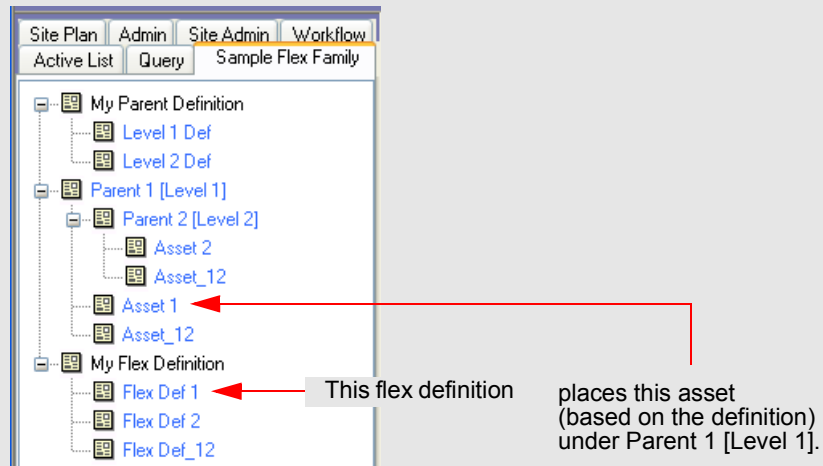 Site Plan Admin Site Admin Workflow
Active List Query Sample Flex Family
My Parent Definition
Level 1 Def
Level 2 Def
Parent 1 [Level 1]
Parent 2 [Level 2]
Asset 2
Asset_12
Asset 1
Asset_12
My Flex Definition
Flex Def 1
Flex Def 2
Flex Def_12
This flex definition
places this asset
(based on the definition)
under Parent 1 [Level 1].